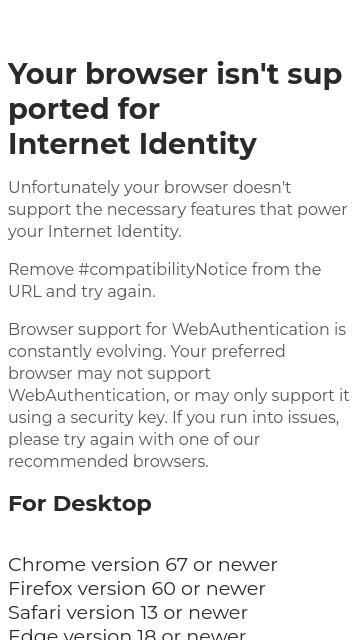 Your browser isn't sup
ported for
Internet Identity
Unfortunately your browser doesn't
support the necessary features that power
your Internet Identity.
Remove #compatibilityNotice from the
URL and try again.
Browser support for WebAuthentication is
constantly evolving. Your preferred
browser may not support
WebAuthentication, or may only support it
using a security key. If you run into issues,
please try again with one of our
recommended browsers.
For Desktop
Chrome version 67 or newer
Firefox version 60 or newer
Safari version 13 or newer
Edge version 18 or newer